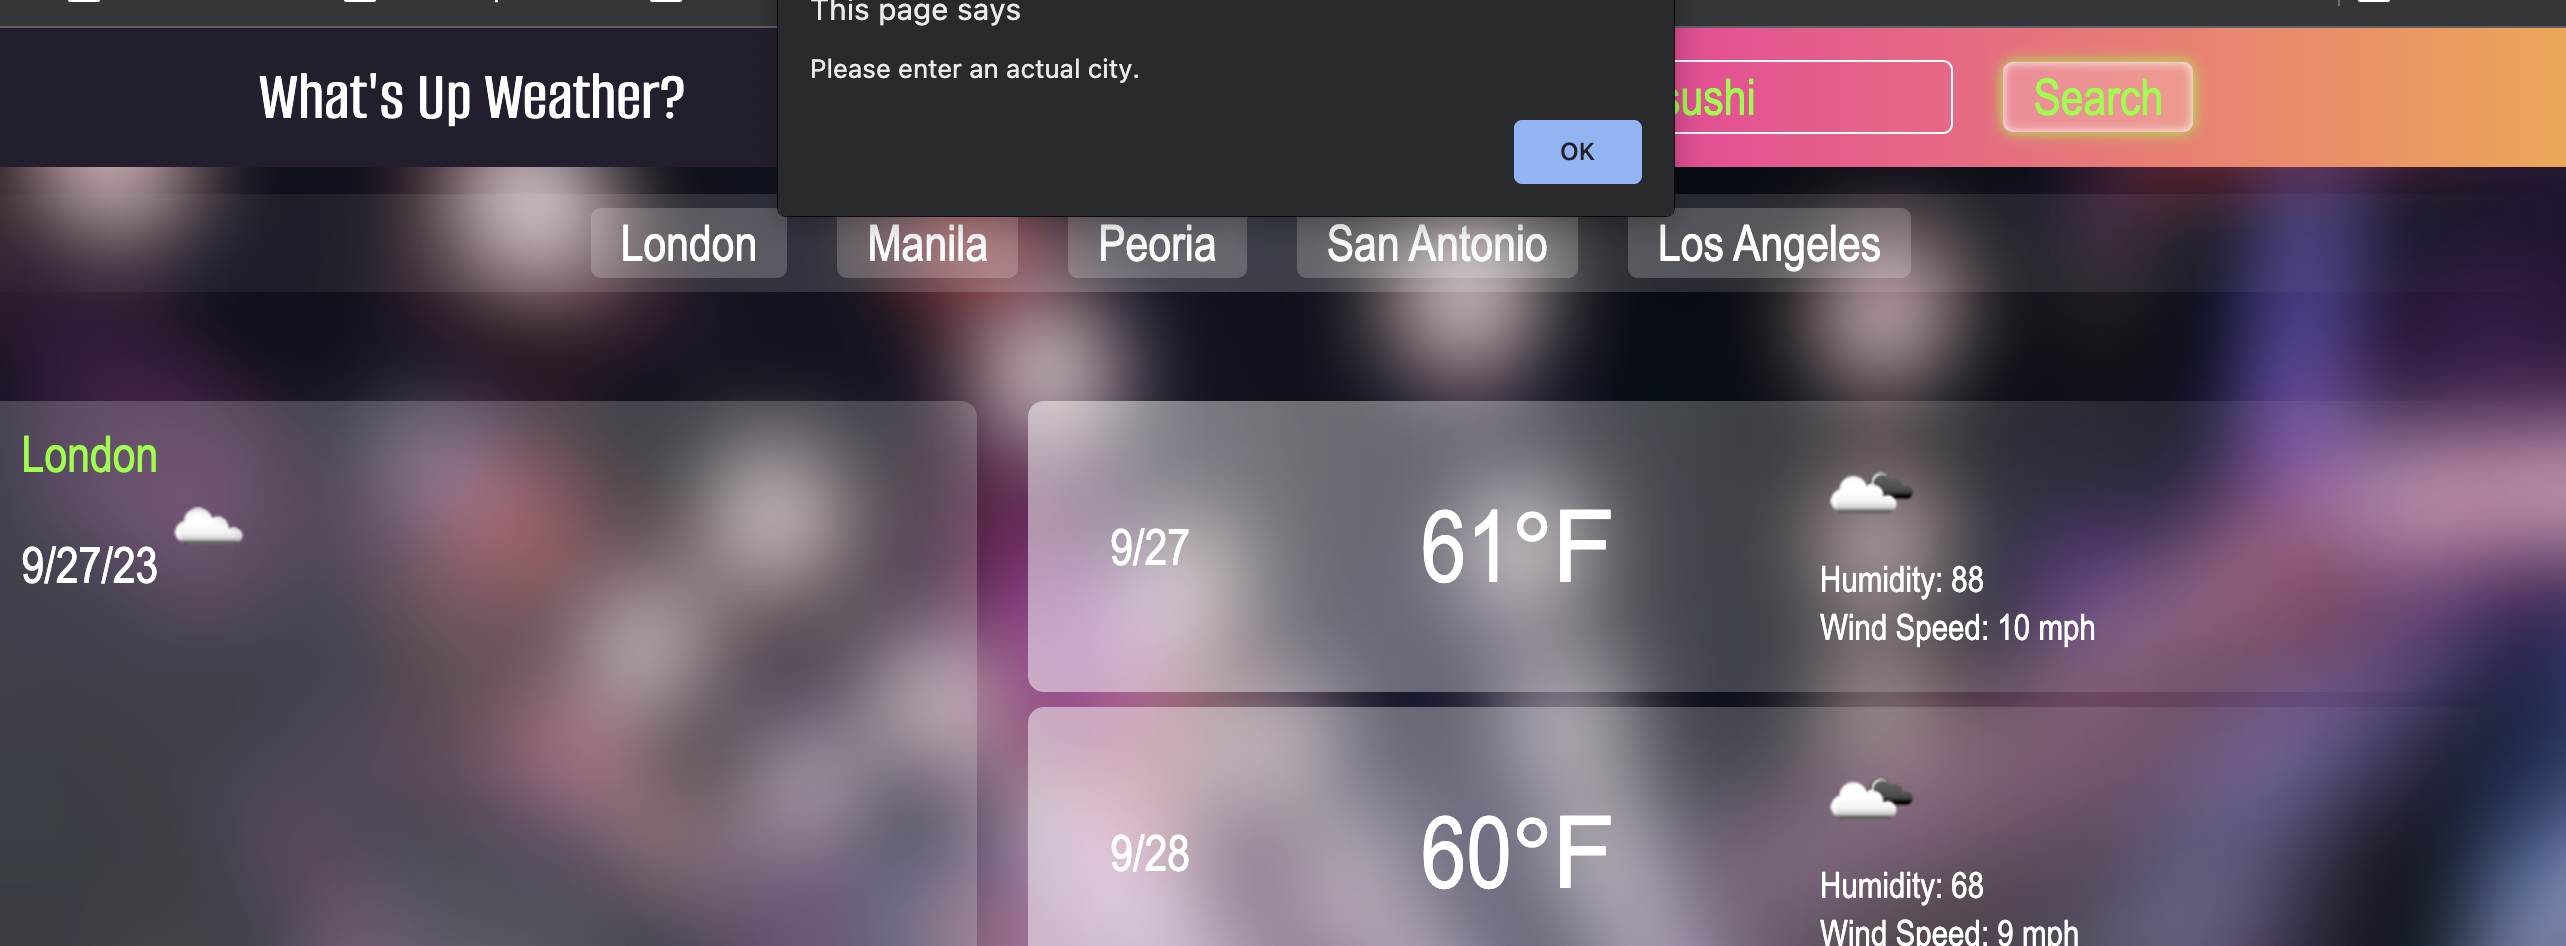 This page says
Please enter an actual city.
OK
What's Up Weather?
sushi
Search
London
Manila
Peoria
San Antonio
Los Angeles
London
9/27/23
9/27
61°F
Humidity: 88
Wind Speed: 10 mph
9/28
60°F
Humidity: 68
Wind Speed: 9 mph